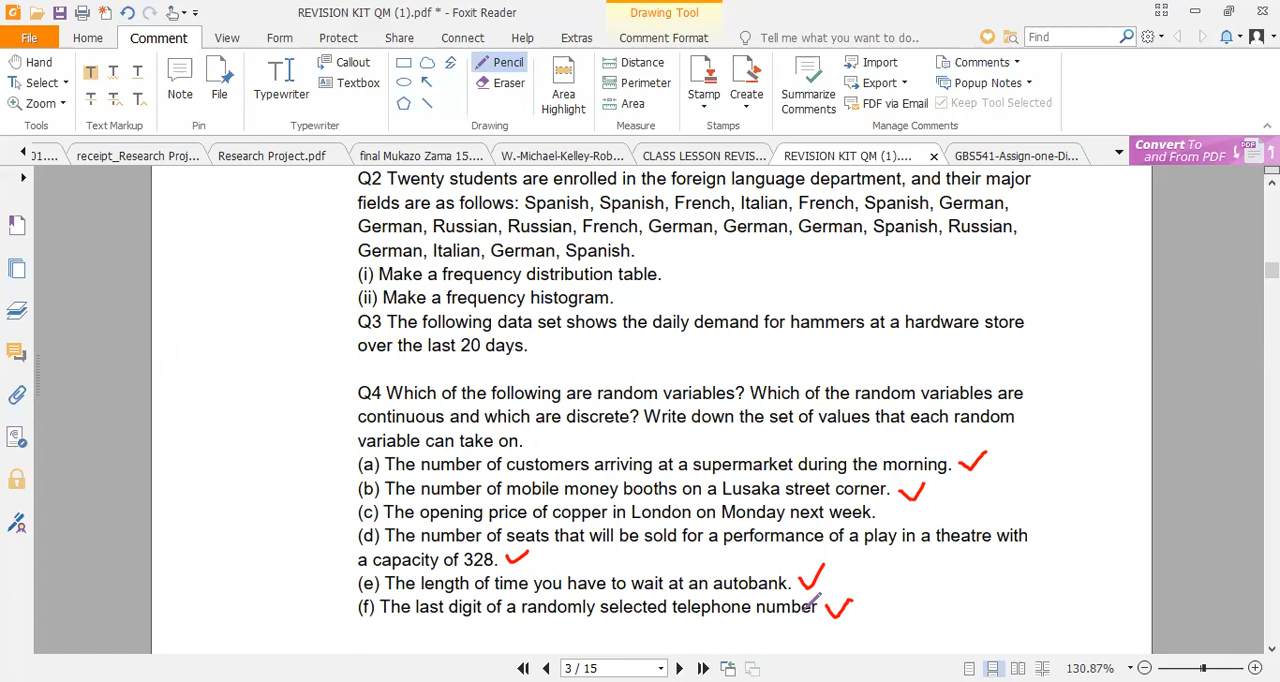 REVISION KIT QM (1).pdf * - Foxit Reader
Drawing Tool
File Home Comment View Form Protect Share Connect Help Extras Comment Format Tell me what you want to do.. Find
Hand
Select
Zoom
Tools
Text Markup
Note
File
Pin
Typewriter
Callout
Textbox
Typewriter
Pencil
Eraser
Drawing
Area
Highlight
Distance
Perimeter
Area
Measure
Stamp
Create
Stamps
Summarize
Comments
Import
Export
FDF via Email
Comments
Popup Notes
Keep Tool Selected
Manage Comments
01.... receipt_Research Proj... Research Project.pdf final Mukazo Zama 15.... W.-Michael-Kelley-Rob... CLASS LESSON REVIS... REVISION KIT QM (1).... GBS541-Assign-one-Di...
Convert To
and From PDF
PDF
Q2 Twenty students are enrolled in the foreign language department, and their major
fields are as follows: Spanish, Spanish, French, Italian, French, Spanish, German,
German, Russian, Russian, French, German, German, German, Spanish, Russian,
German, Italian, German, Spanish.
(i) Make a frequency distribution table.
(ii) Make a frequency histogram.
Q3 The following data set shows the daily demand for hammers at a hardware store
over the last 20 days.
Q4 Which of the following are random variables? Which of the random variables are
continuous and which are discrete? Write down the set of values that each random
variable can take on.
(a) The number of customers arriving at a supermarket during the morning.
(b) The number of mobile money booths on a Lusaka street corner.
(c) The opening price of copper in London on Monday next week.
(d) The number of seats that will be sold for a performance of a play in a theatre with
a capacity of 328.
(e) The length of time you have to wait at an autobank.
(f) The last digit of a randomly selected telephone number
3 / 15
130.87%